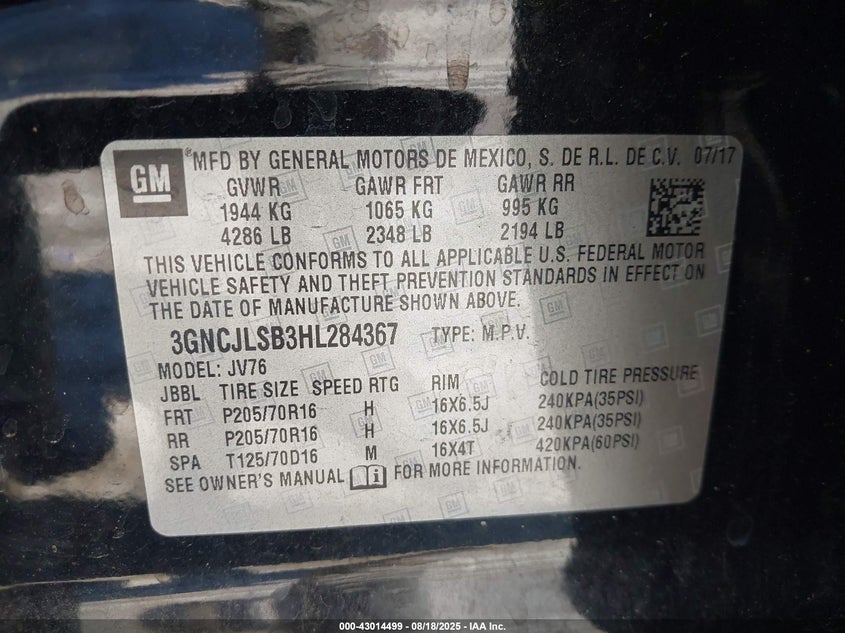 GM ® MFD BY GENERAL MOTORS DE MEXICO, S. DE R.L. DE C.V. 07/17
GVWR GAWR FRT GAWR RR
1944 KG 1065 KG 995 KG
4286 LB 2348 LB 2194 LB
THIS VEHICLE CONFORMS TO ALL APPLICABLE U.S. FEDERAL MOTOR
VEHICLE SAFETY AND THEFT PREVENTION STANDARDS IN EFFECT ON
THE DATE OF MANUFACTURE SHOWN ABOVE.
3GNCJLSB3HL284367 TYPE: M.P.V.
MODEL: JV76
JBBL TIRE SIZE SPEED RTG RIM COLD TIRE PRESSURE
FRT P205/70R16 H 16X6.5J 240KPA(35PSI)
RR P205/70R16 H 16X6.5J 240KPA(35PSI)
SPA T125/70D16 M 16X4T 420KPA(60PSI)
SEE OWNER'S MANUAL FOR MORE INFORMATION.
000-43014499 - 08/18/2025 - IAA Inc.